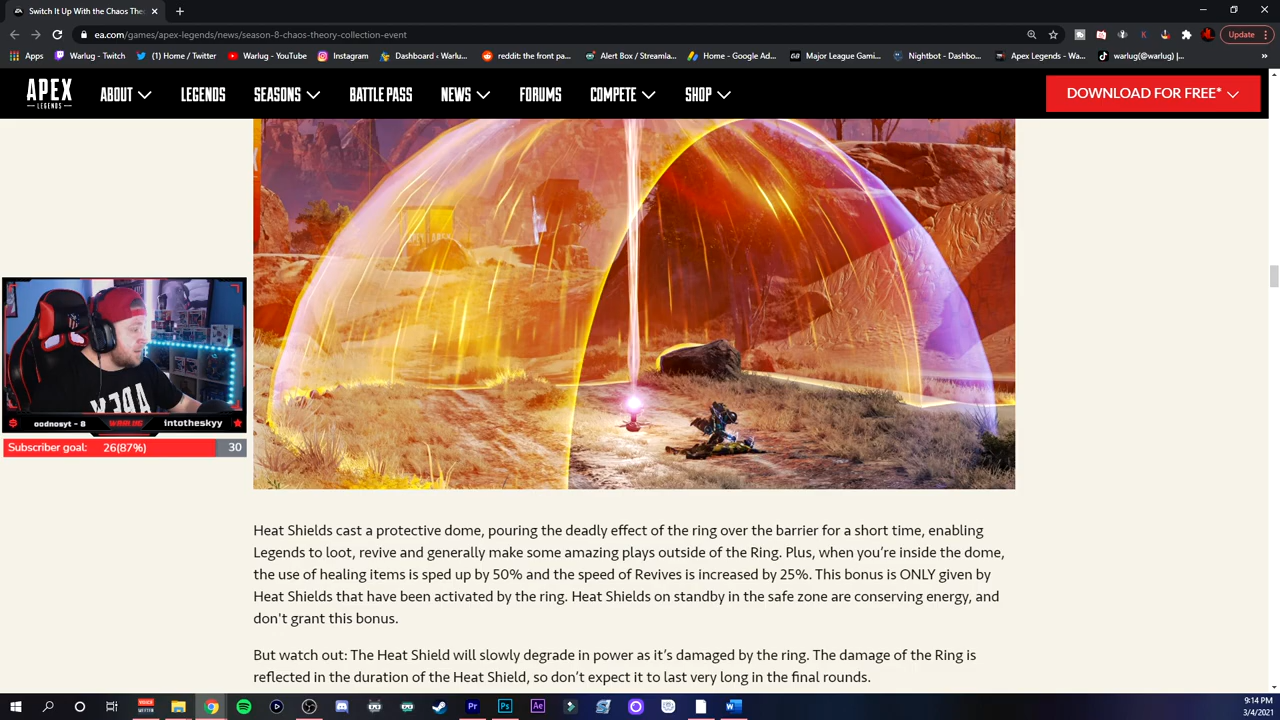 Switch It Up With the Chaos The
ea.com/games/apex-legends/news/season-8-chaos-theory-collection-event
Update
Apps
Warlug - Twitch
(1) Home / Twitter
Warlug - YouTube
Instagram
Dashboard ‹ Warlu...
reddit: the front pa...
Alert Box / Streamla...
Home - Google Ad...
Major League Gami...
Nightbot - Dashbo...
Apex Legends - Wa...
warlug(@warlug) |...
APEX
LEGENDS
ABOUT
LEGENDS
SEASONS
BATTLE PASS
NEWS
FORUMS
COMPETE
SHOP
DOWNLOAD FOR FREE*
oodnosyt - 8
WARLUG
intotheskyy
Subscriber goal: 26(87%) 30
Heat Shields cast a protective dome, pouring the deadly effect of the ring over the barrier for a short time, enabling
Legends to loot, revive and generally make some amazing plays outside of the Ring. Plus, when you’re inside the dome,
the use of healing items is sped up by 50% and the speed of Revives is increased by 25%. This bonus is ONLY given by
Heat Shields that have been activated by the ring. Heat Shields on standby in the safe zone are conserving energy, and
don't grant this bonus.
But watch out: The Heat Shield will slowly degrade in power as it’s damaged by the ring. The damage of the Ring is
reflected in the duration of the Heat Shield, so don’t expect it to last very long in the final rounds.
9:14 PM
3/4/2021